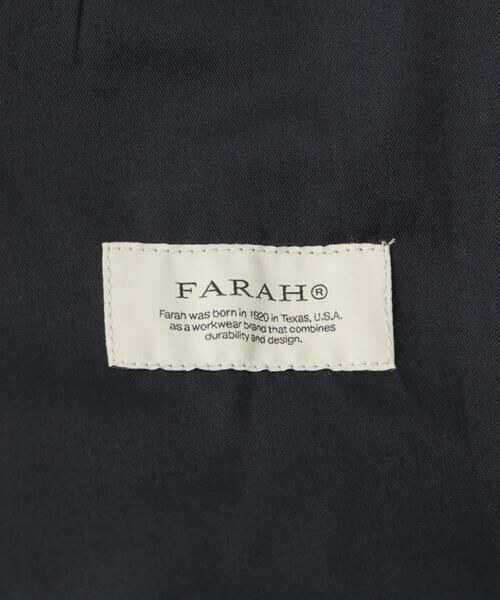 FARAH®
Farah was born in 1920 in Texas, U.S.A.
as a workwear brand that combines
durability and design.